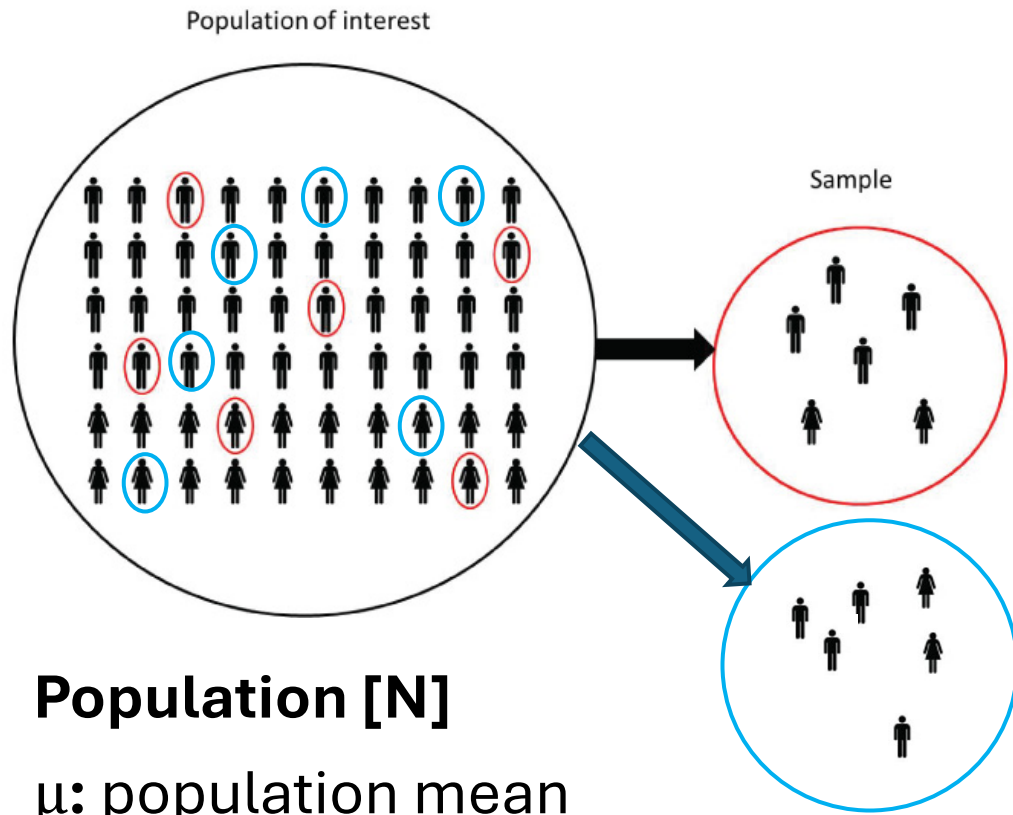 Population of interest
Sample
Population [N]
μ: population mean